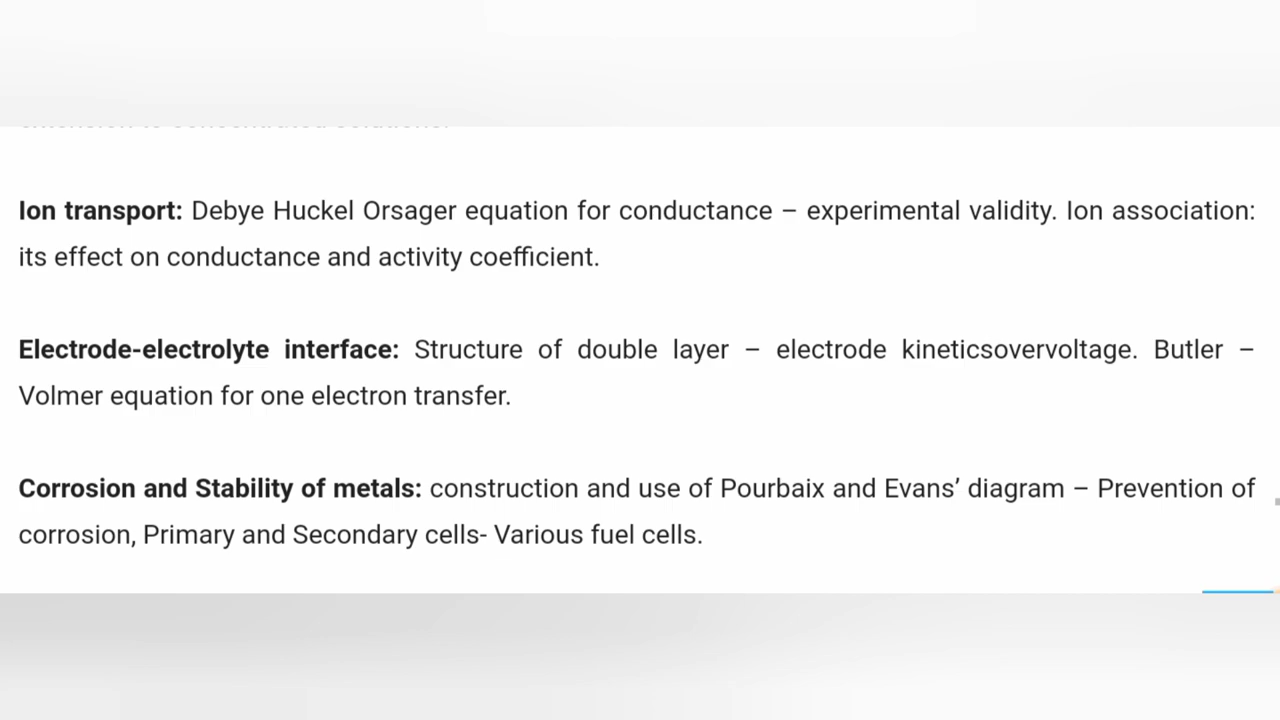 Ion transport: Debye Huckel Orsager equation for conductance – experimental validity. Ion association:
its effect on conductance and activity coefficient.
Electrode-electrolyte interface: Structure of double layer – electrode kineticsovervoltage. Butler –
Volmer equation for one electron transfer.
Corrosion and Stability of metals: construction and use of Pourbaix and Evans’ diagram – Prevention of
corrosion, Primary and Secondary cells- Various fuel cells.